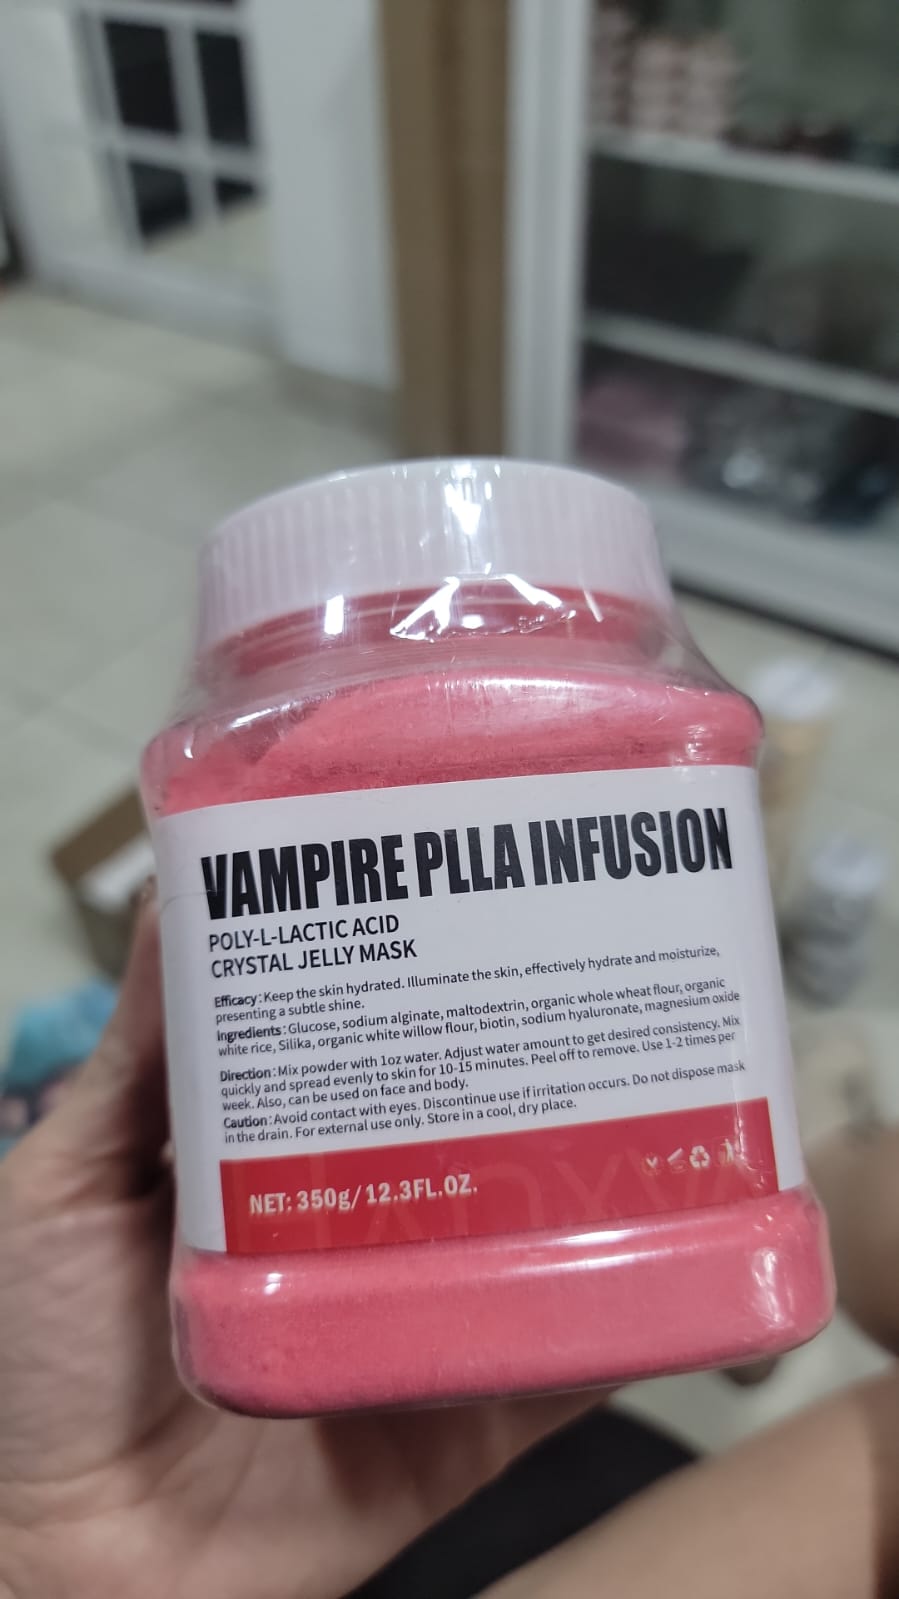 VAMPIRE PLLA INFUSION
POLY-L-LACTIC ACID
CRYSTAL JELLY MASK
Efficacy: Keep the skin hydrated. Illuminate the skin, effectively hydrate and moisturize,
presenting a subtle shine.
Ingredients: Glucose, sodium alginate, maltodextrin, organic whole wheat flour, organic
white rice, Silika, organic white willow flour, biotin, sodium hyaluronate, magnesium oxide
Direction: Mix powder with 1oz water. Adjust water amount to get desired consistency. Mix
quickly and spread evenly to skin for 10-15 minutes. Peel off to remove. Use 1-2 times per
week. Also, can be used on face and body.
Caution: Avoid contact with eyes. Discontinue use if irritation occurs. Do not dispose mask
in the drain. For external use only. Store in a cool, dry place.
NET: 350g/ 12.3FL.OZ.